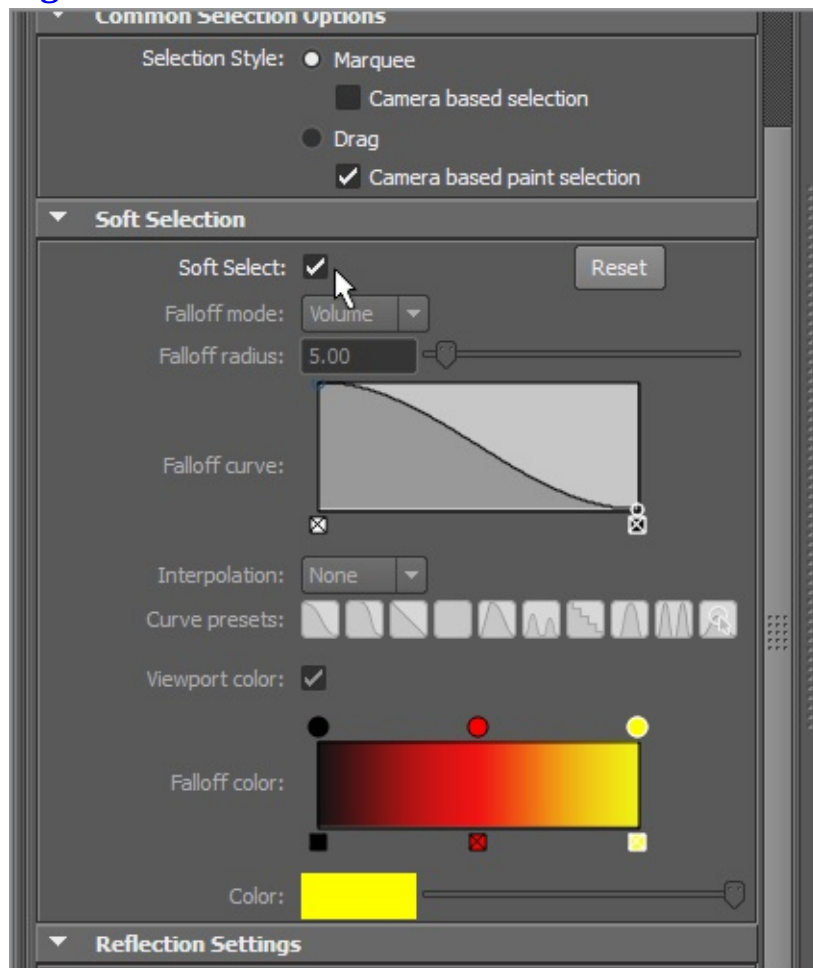 Common Selection Options
Selection Style: Marquee
Camera based selection
Drag
Camera based paint selection
Soft Selection
Soft Select: Reset
Falloff mode: Volume
Falloff radius: 5.00
Falloff curve:
Interpolation: None
Curve presets:
Viewport color:
Falloff color:
Color:
Reflection Settings